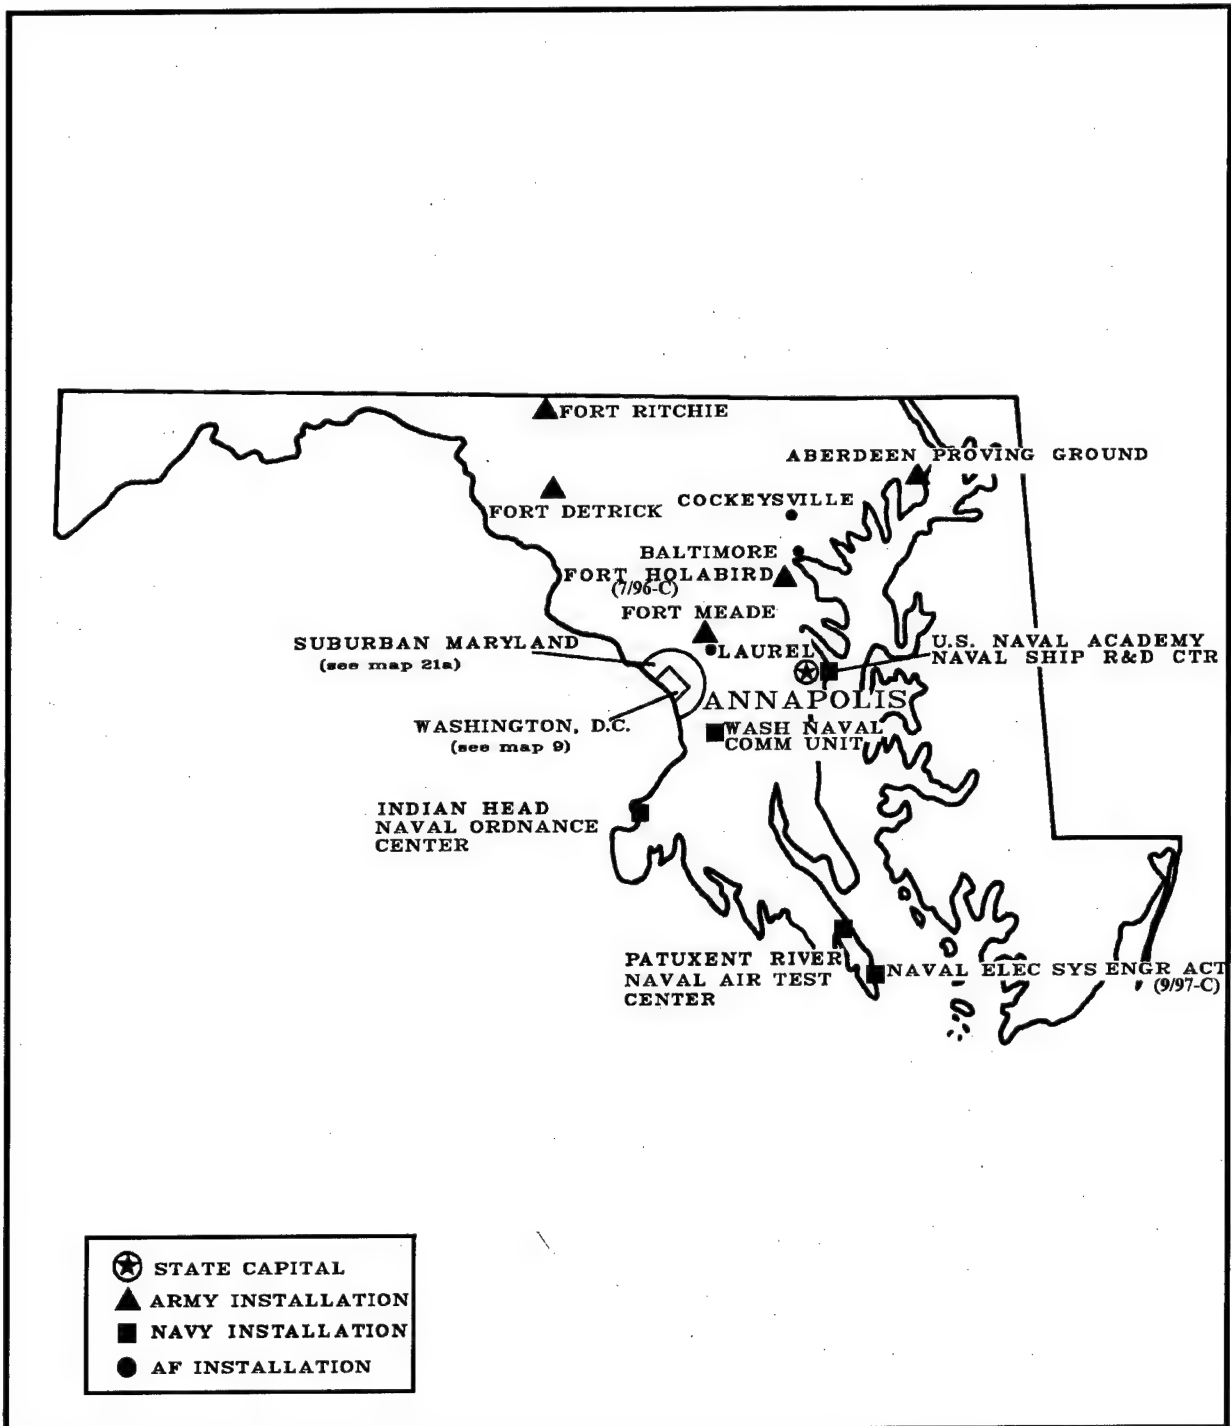 FORT RITCHIE
ABERDEEN PROVING GROUND
COCKEYSVILLE
FORT DETRICK
BALTIMORE
FORT HOLABIRD
(7/96-C)
FORT MEADE
SUBURBAN MARYLAND
(see map 21a)
LAUREL
U.S. NAVAL ACADEMY
NAVAL SHIP R&D CTR
ANNAPOLIS
WASHINGTON, D.C.
(see map 9)
WASH NAVAL
COMM UNIT
INDIAN HEAD
NAVAL ORDNANCE
CENTER
PATUXENT RIVER
NAVAL AIR TEST
CENTER
NAVAL ELEC SYS ENGR ACT
(9/97-C)
STATE CAPITAL
ARMY INSTALLATION
NAVY INSTALLATION
AF INSTALLATION